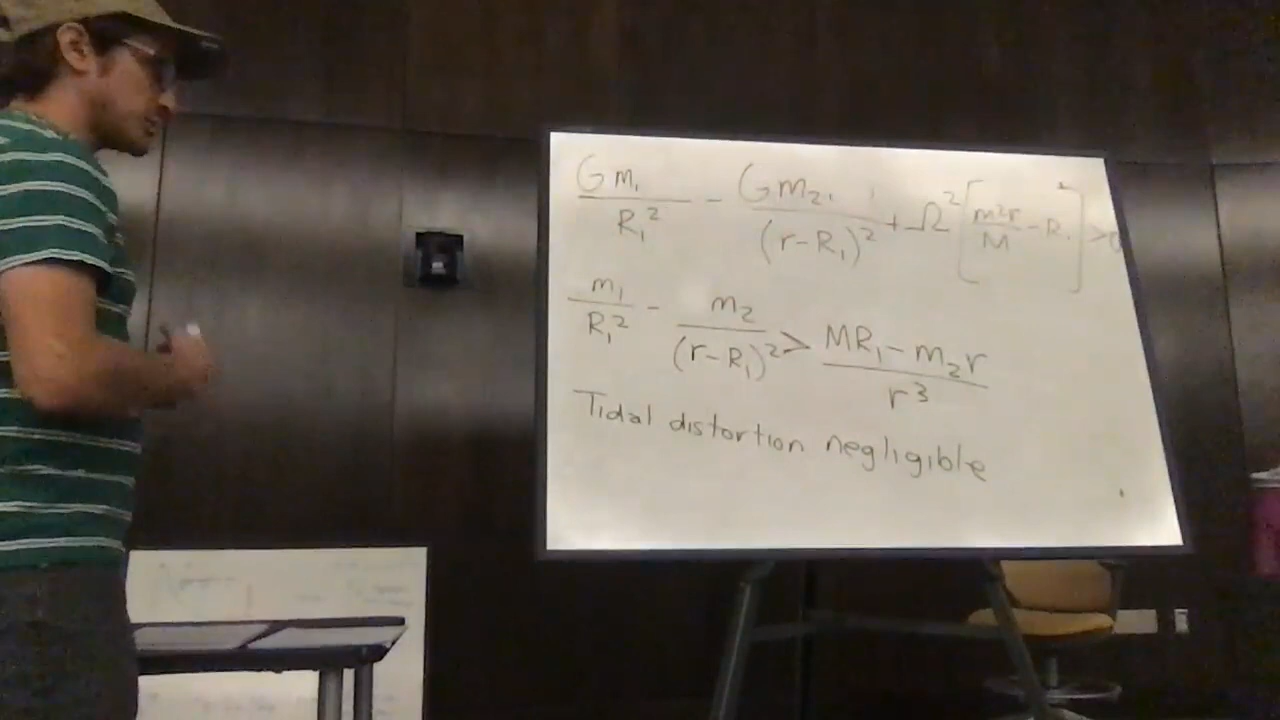 Gm₁/R₁² - Gm₂/(r-R₁)² + Ω² [m²r/M - R₁] > 0
m₁/R₁² - m₂/(r-R₁)² > MR₁-m₂r/r³
Tidal distortion negligible